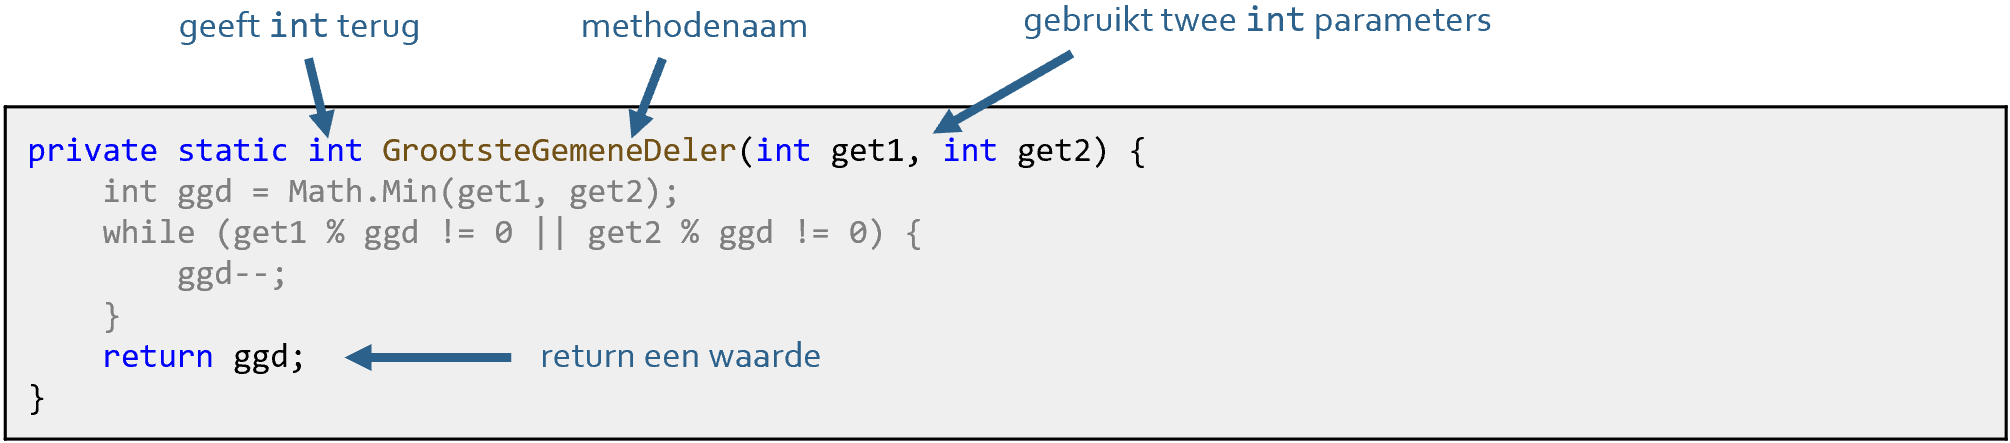 geeft int terug methodenaam gebruikt twee int parameters
private static int GrootsteGemeneDeler(int get1, int get2) {
    int ggd = Math.Min(get1, get2);
    while (get1 % ggd != 0 || get2 % ggd != 0) {
        ggd--;
    }
    return ggd; return een waarde
}